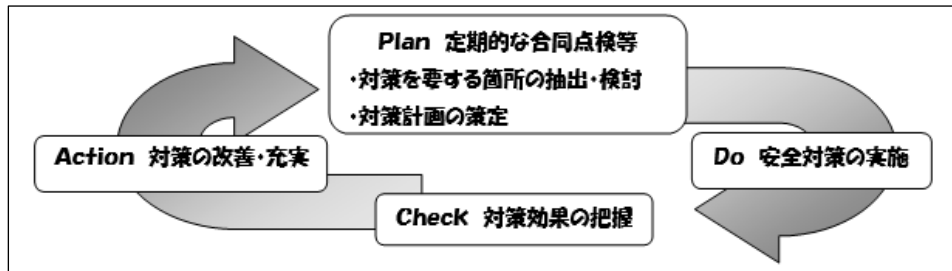 Plan 定期的な合同点検等
・対策を要する箇所の抽出・検討
・対策計画の策定
Do 安全対策の実施
Check 対策効果の把握
Action 対策の改善・充実